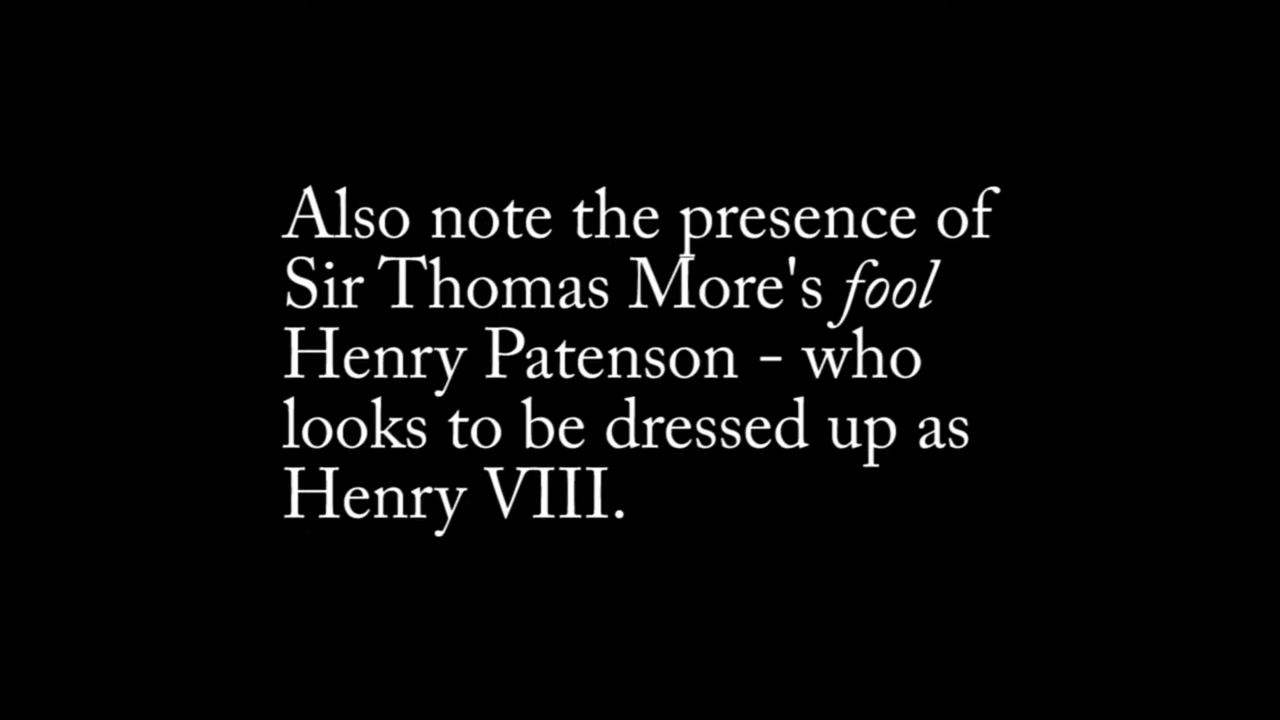 Also note the presence of
Sir Thomas More's fool
Henry Patenson - who
looks to be dressed up as
Henry VIII.